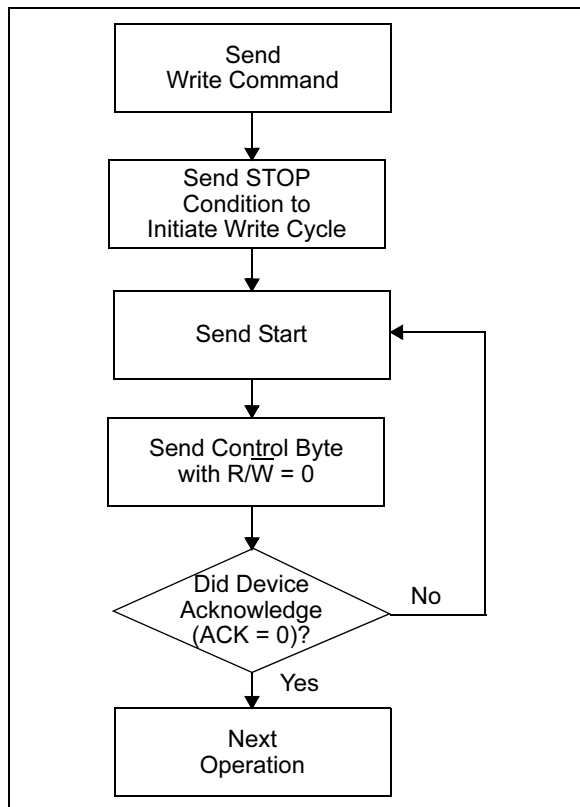 Send
Write Command
Send STOP
Condition to
Initiate Write Cycle
Send Start
Send Control Byte
with R/W̅ = 0
Did Device
Acknowledge
(ACK = 0)?
No
Yes
Next
Operation